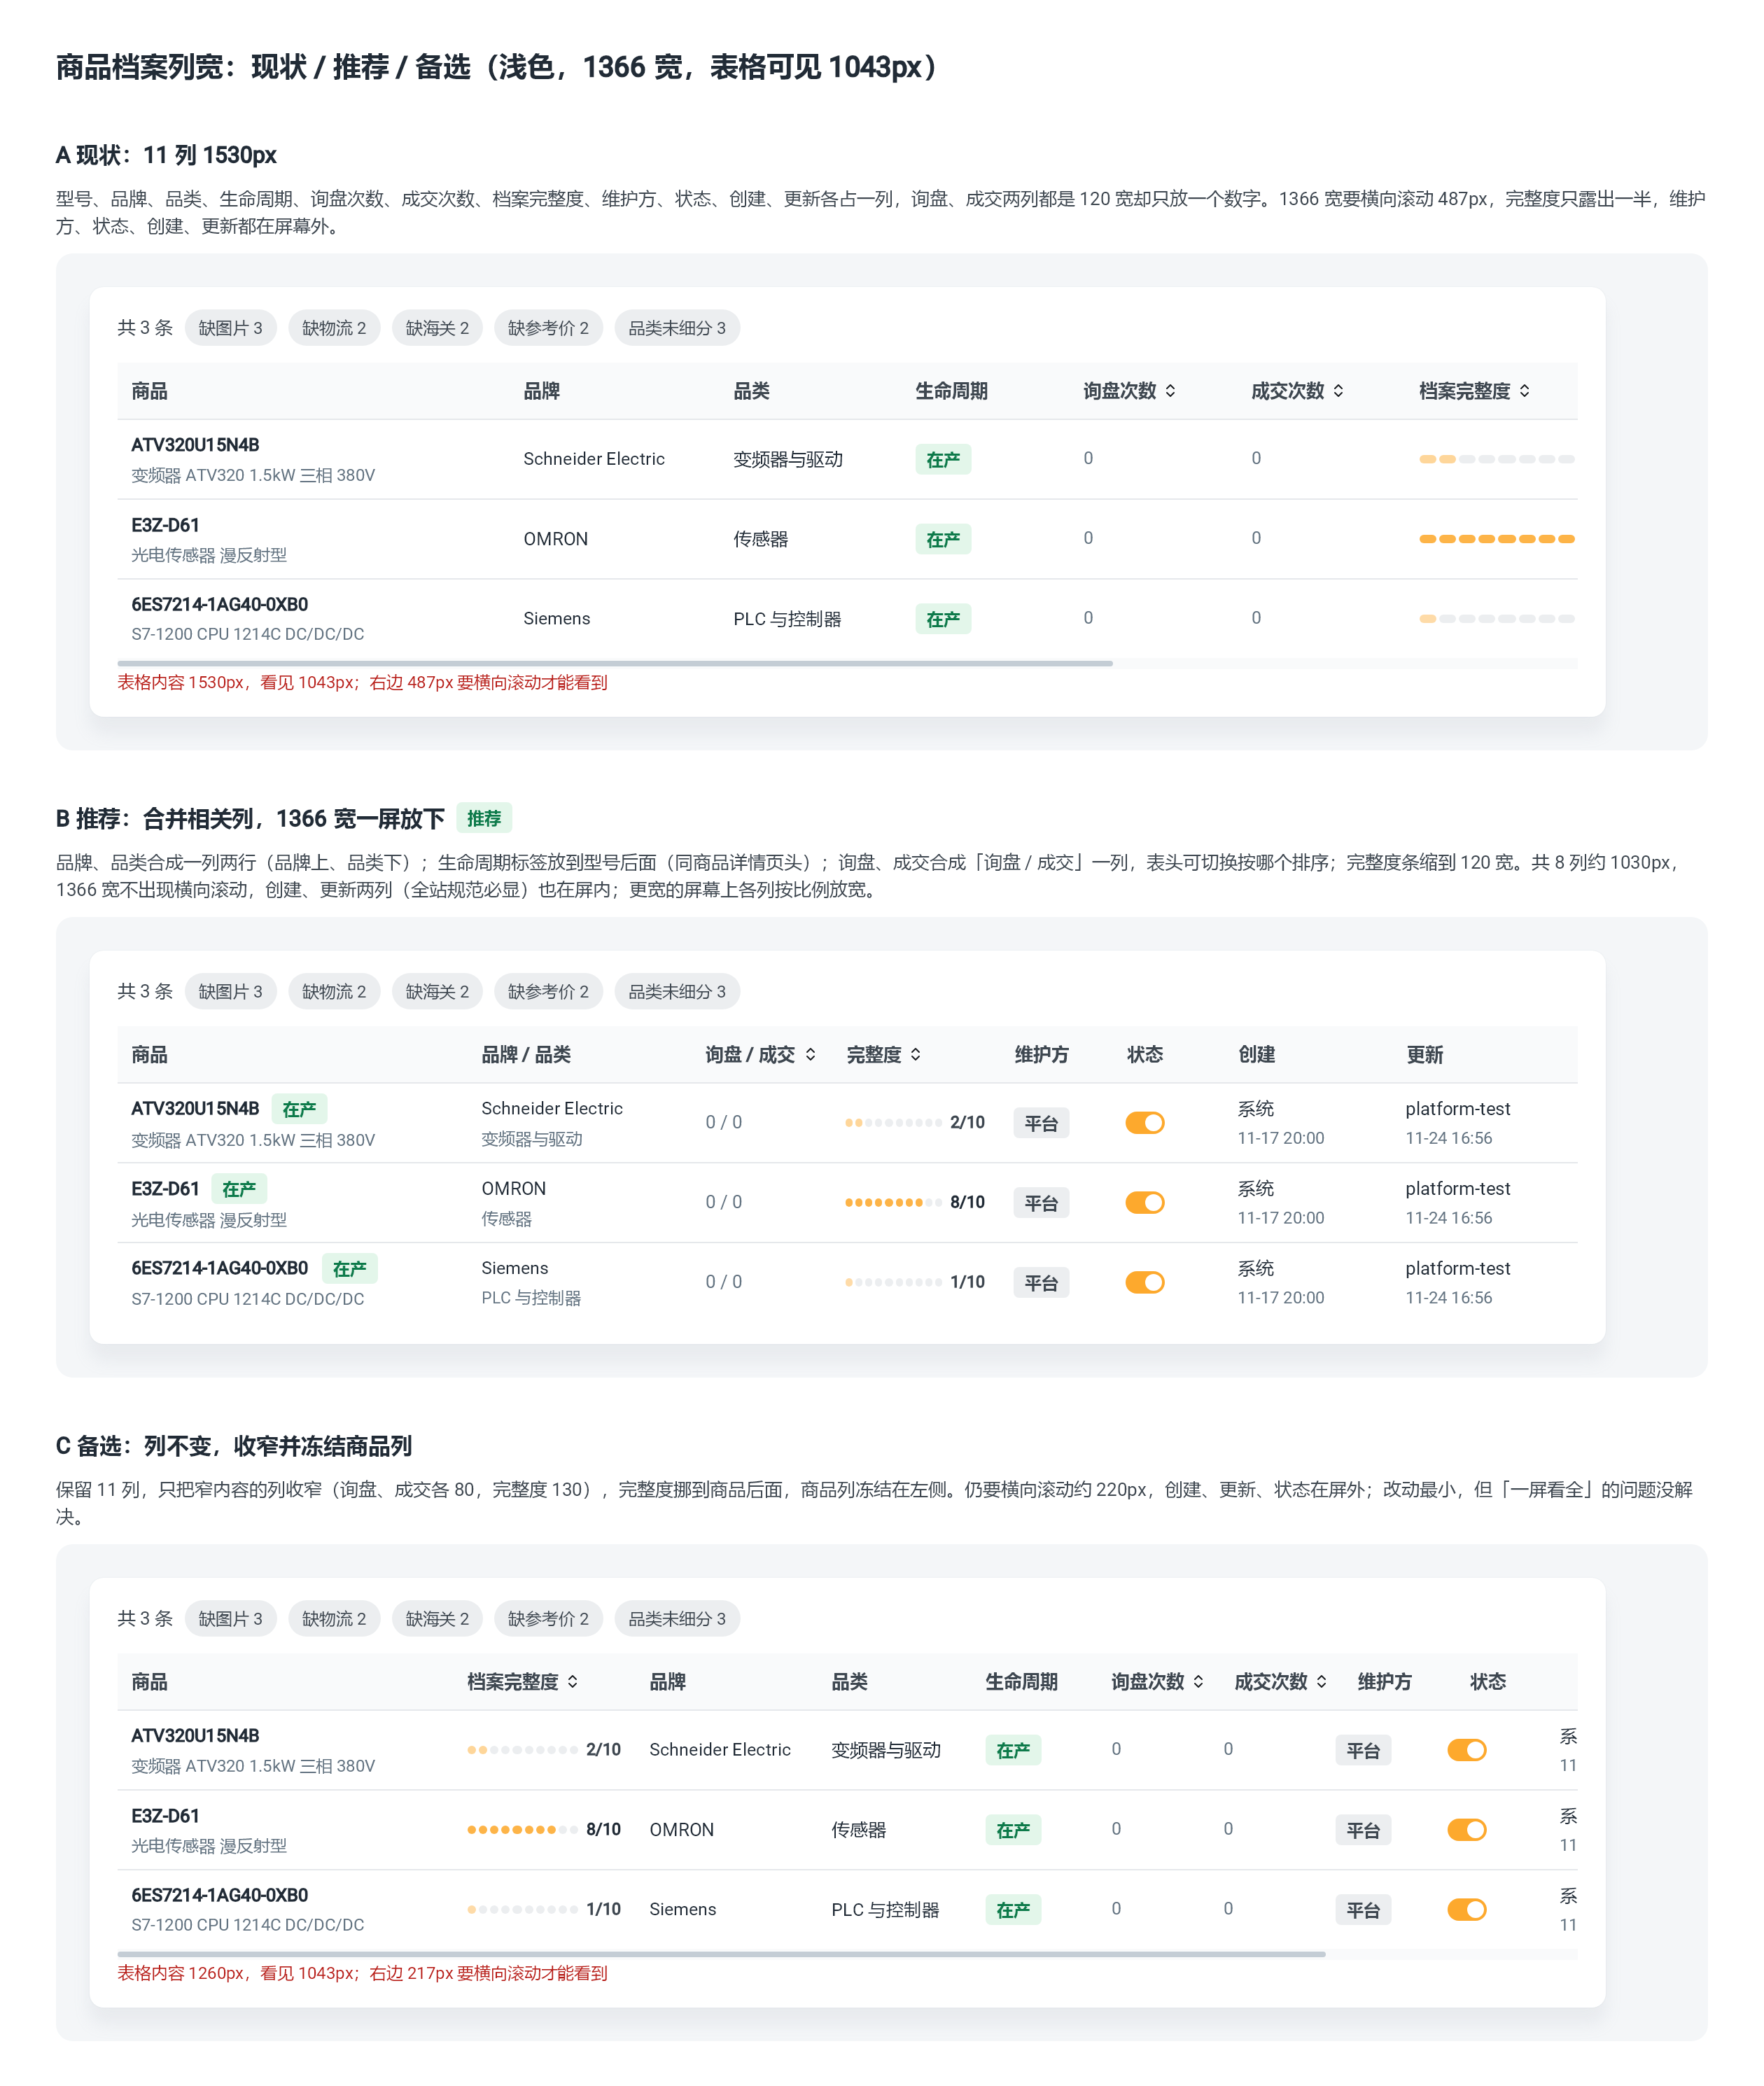 商品档案列宽：现状 / 推荐 / 备选（浅色，1366 宽，表格可见 1043px）
A 现状：11 列 1530px
型号、品牌、品类、生命周期、询盘次数、成交次数、档案完整度、维护方、状态、创建、更新各占一列，询盘、成交两列都是 120 宽却只放一个数字。1366 宽要横向滚动 487px，完整度只露出一半，维护
方、状态、创建、更新都在屏幕外。
共 3 条 缺图片 3 缺物流 2 缺海关 2 缺参考价 2 品类未细分 3
商品 品牌 品类 生命周期 询盘次数 成交次数 档案完整度
ATV320U15N4B
变频器 ATV320 1.5kW 三相 380V
Schneider Electric 变频器与驱动 在产 0 0
E3Z-D61
光电传感器 漫反射型
OMRON 传感器 在产 0 0
6ES7214-1AG40-0XB0
S7-1200 CPU 1214C DC/DC/DC
Siemens PLC 与控制器 在产 0 0
表格内容 1530px，看见 1043px；右边 487px 要横向滚动才能看到
B 推荐：合并相关列，1366 宽一屏放下 推荐
品牌、品类合成一列两行（品牌上、品类下）；生命周期标签放到型号后面（同商品详情页头）；询盘、成交合成「询盘 / 成交」一列，表头可切换按哪个排序；完整度条缩到 120 宽。共 8 列约 1030px，
1366 宽不出现横向滚动，创建、更新两列（全站规范必显）也在屏内；更宽的屏幕上各列按比例放宽。
共 3 条 缺图片 3 缺物流 2 缺海关 2 缺参考价 2 品类未细分 3
商品 品牌 / 品类 询盘 / 成交 完整度 维护方 状态 创建 更新
ATV320U15N4B 在产 Schneider Electric 0 / 0 2/10 平台 系统 platform-test
变频器 ATV320 1.5kW 三相 380V 变频器与驱动 11-17 20:00 11-24 16:56
E3Z-D61 在产 OMRON 0 / 0 8/10 平台 系统 platform-test
光电传感器 漫反射型 传感器 11-17 20:00 11-24 16:56
6ES7214-1AG40-0XB0 在产 Siemens 0 / 0 1/10 平台 系统 platform-test
S7-1200 CPU 1214C DC/DC/DC PLC 与控制器 11-17 20:00 11-24 16:56
C 备选：列不变，收窄并冻结商品列
保留 11 列，只把窄内容的列收窄（询盘、成交各 80，完整度 130），完整度挪到商品后面，商品列冻结在左侧。仍要横向滚动约 220px，创建、更新、状态在屏外；改动最小，但「一屏看全」的问题没解
决。
共 3 条 缺图片 3 缺物流 2 缺海关 2 缺参考价 2 品类未细分 3
商品 档案完整度 品牌 品类 生命周期 询盘次数 成交次数 维护方 状态
ATV320U15N4B 系
变频器 ATV320 1.5kW 三相 380V 2/10 Schneider Electric 变频器与驱动 在产 0 0 平台 11
E3Z-D61 系
光电传感器 漫反射型 8/10 OMRON 传感器 在产 0 0 平台 11
6ES7214-1AG40-0XB0 系
S7-1200 CPU 1214C DC/DC/DC 1/10 Siemens PLC 与控制器 在产 0 0 平台 11
表格内容 1260px，看见 1043px；右边 217px 要横向滚动才能看到